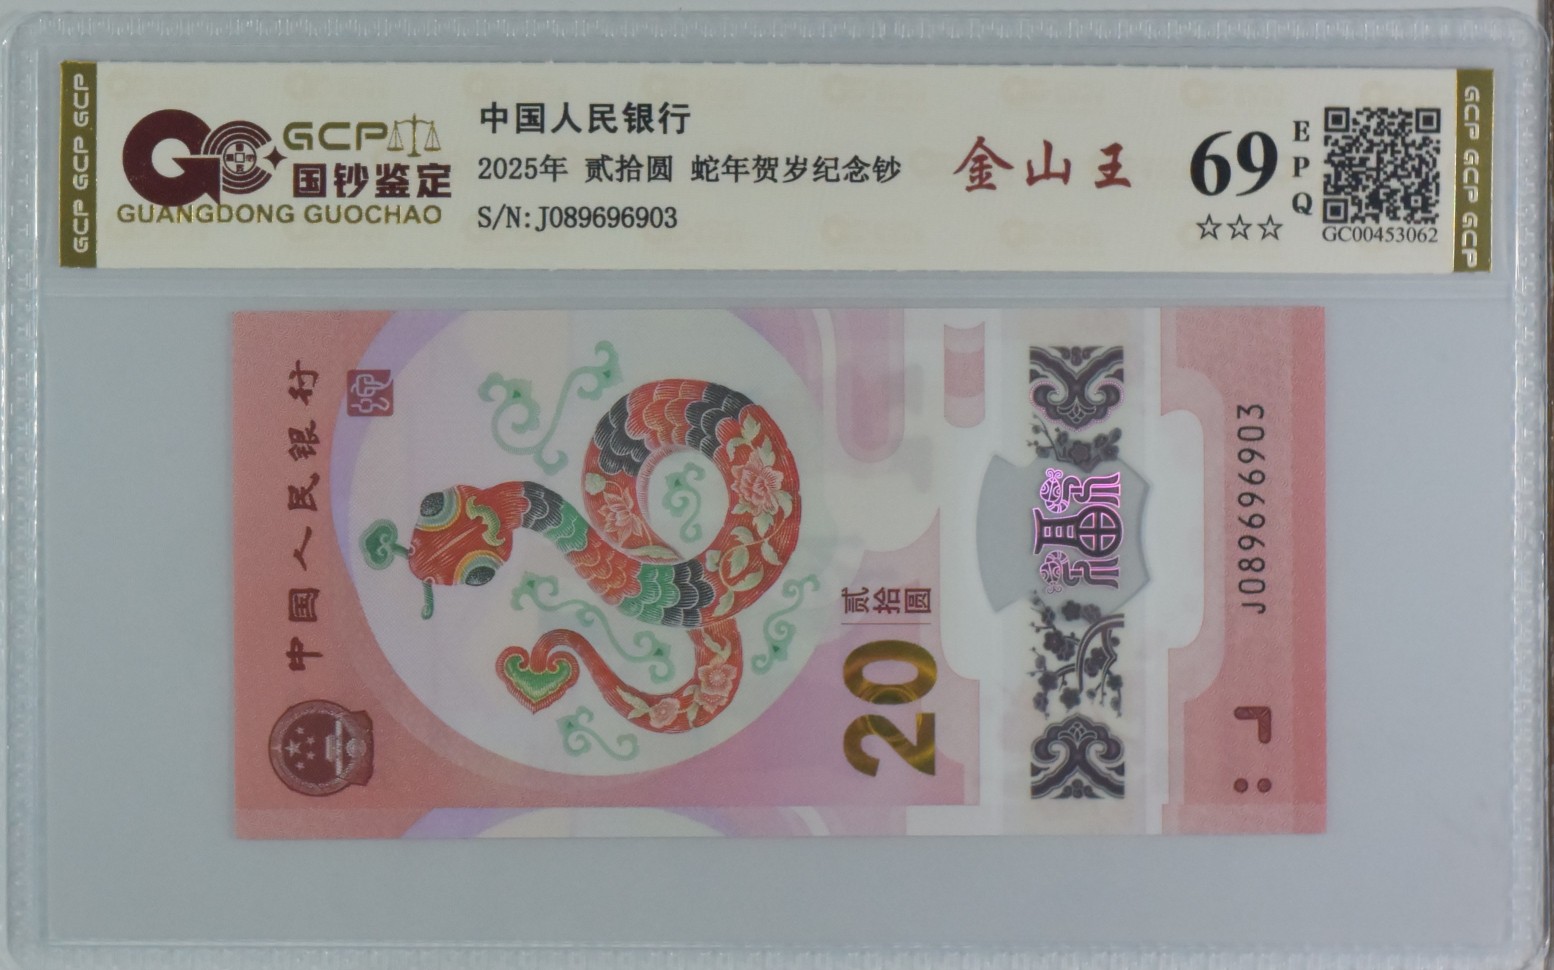 GCP GCP GCP
GCP
国钞鉴定
GUANGDONG GUOCHAO
中国人民银行
2025年 贰拾圆 蛇年贺岁纪念钞
S/N:J089696903
金山王
69
EPQ
☆☆☆
GC00453062
GCP GCP GCP
中国人民银行
贰拾圆
20
福
J089696903